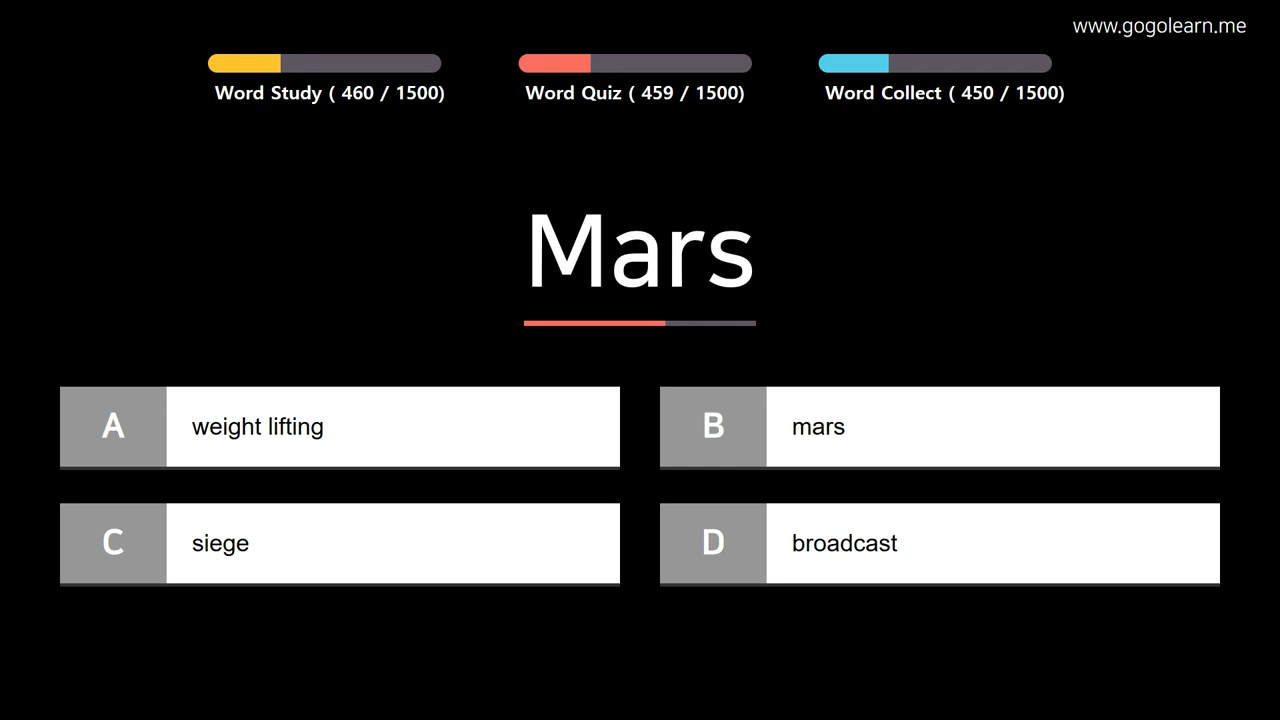 www.gogolearn.me
Word Study ( 460 / 1500)
Word Quiz ( 459 / 1500)
Word Collect ( 450 / 1500)
Mars
A weight lifting
B mars
C siege
D broadcast